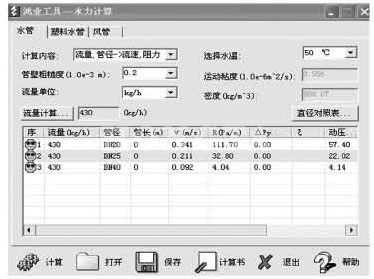 鸿业工具---水力计算
水管 塑料水管 风管
计算内容: 流量,管径->流速,阻力 选择水温: 50 ℃
管壁粗糙度(1.0e-3 m): 0.2 运动粘度(1.0e-6m^2/s): 0.556
流量单位: kg/h 密度(kg/m^3):
流量计算... 430 (kg/h) 直径对照表...
序. 流量(kg/h) 管径 管长(m) v(m/s) R(Pa/m) △Py... ξ 动压...
1 430 DN20 0 0.341 111.70 0.00 57.40
2 430 DN25 0 0.211 32.80 0.00 22.02
3 430 DN40 0 0.092 4.04 0.00 4.14
计算 打开 保存 计算书 退出 帮助